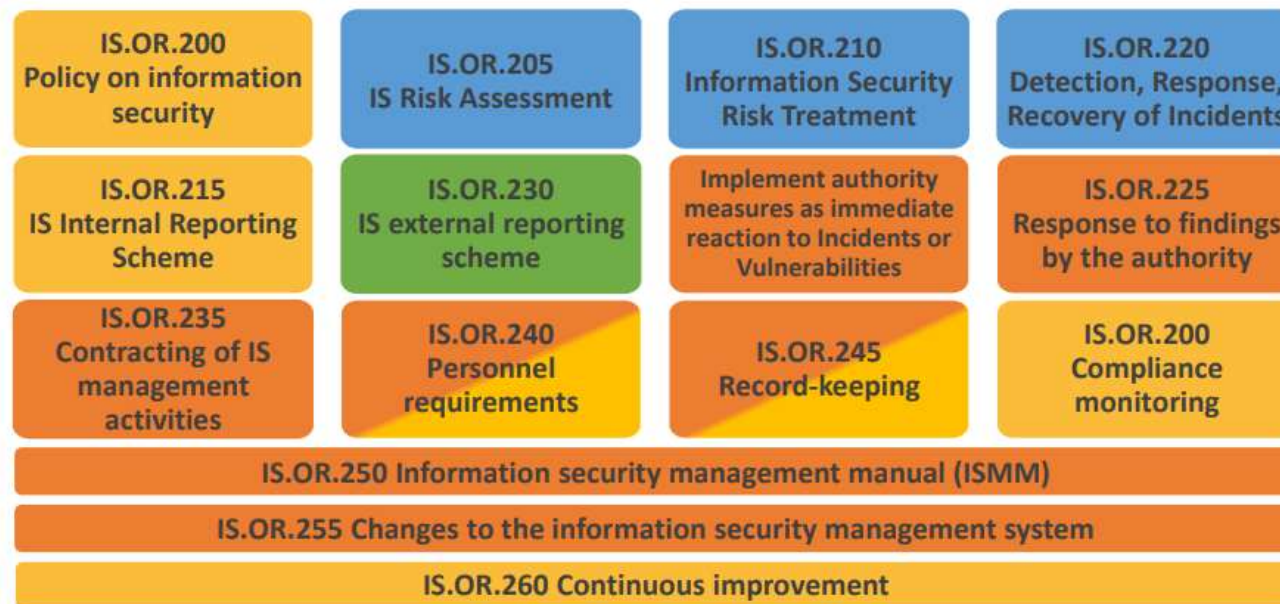 IS.OR.200
Policy on information
security
IS.OR.205
IS Risk Assessment
IS.OR.210
Information Security
Risk Treatment
IS.OR.220
Detection, Response,
Recovery of Incidents
IS.OR.215
IS Internal Reporting
Scheme
IS.OR.230
IS external reporting
scheme
Implement authority
measures as immediate
reaction to Incidents or
Vulnerabilities
IS.OR.225
Response to findings
by the authority
IS.OR.235
Contracting of IS
management
activities
IS.OR.240
Personnel
requirements
IS.OR.245
Record-keeping
IS.OR.200
Compliance
monitoring
IS.OR.250 Information security management manual (ISMM)
IS.OR.255 Changes to the information security management system
IS.OR.260 Continuous improvement